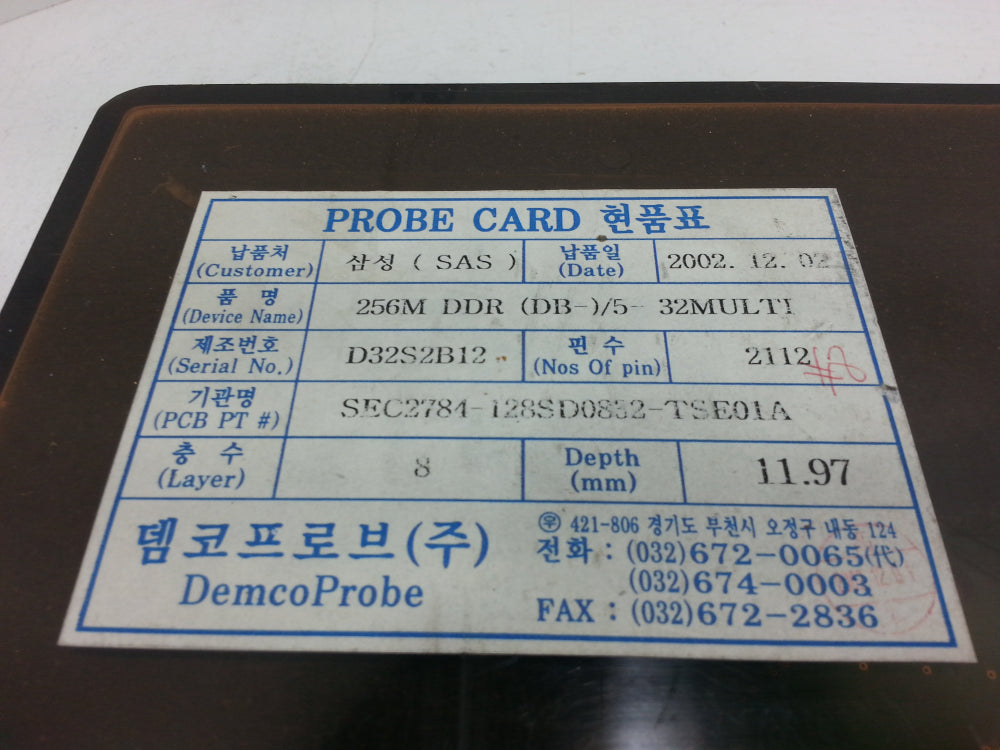 PROBE CARD 현품표
납품처 삼성 ( SAS ) 납품일 2002. 12. 02
(Customer) (Date)
품 명 256M DDR (DB-)/5- 32MULTI
(Device Name)
제조번호 D32S2B12 핀 수 2112
(Serial No.) (Nos Of pin)
기관명 SEC2784-128SD0832-TSE01A
(PCB PT #)
층 수 8 Depth 11.97
(Layer) (mm)
뎀코프로브(주)
DemcoProbe
㉾ 421-806 경기도 부천시 오정구 내동 124
전화 : (032)672-0065(代)
(032)674-0003
FAX : (032)672-2836